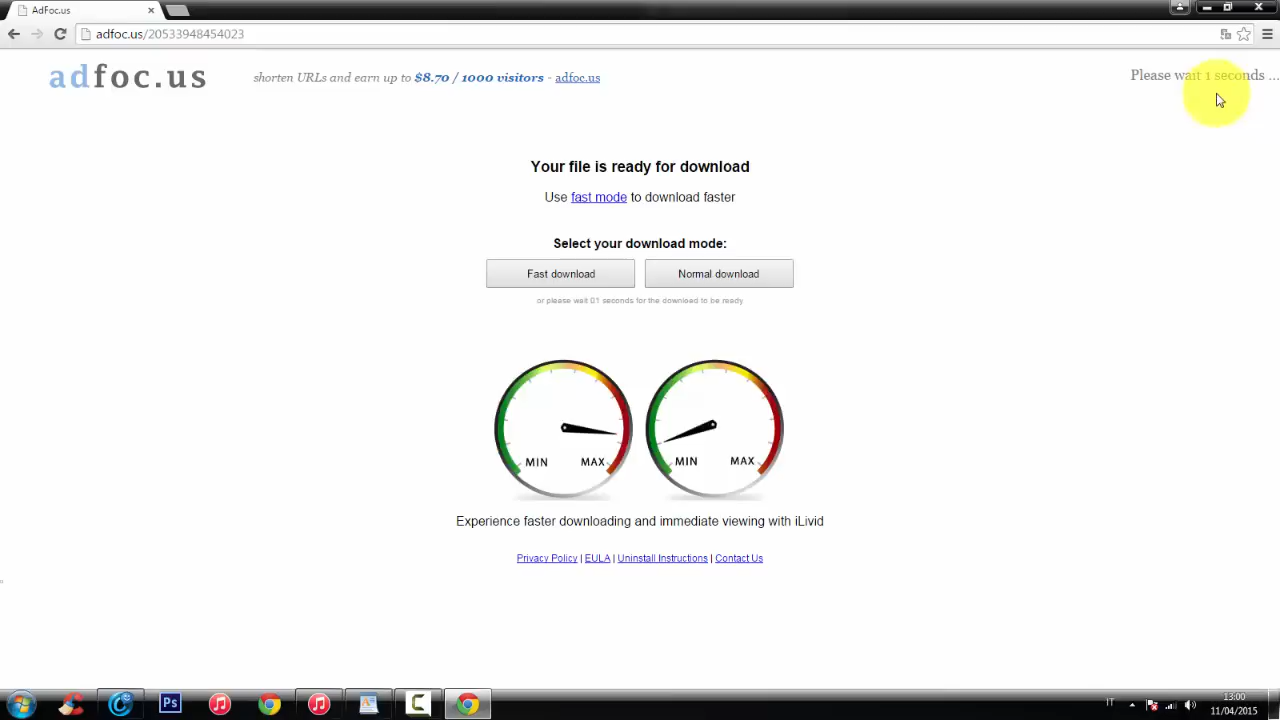 AdFoc.us
adfoc.us/20533948454023
adfoc.us
shorten URLs and earn up to $8.70 / 1000 visitors - adfoc.us
Please wait 1 seconds ...
Your file is ready for download
Use fast mode to download faster
Select your download mode:
Fast download
Normal download
or please wait 01 seconds for the download to be ready
MIN MAX
MIN MAX
Experience faster downloading and immediate viewing with iLivid
Privacy Policy | EULA | Uninstall Instructions | Contact Us
Ps
IT
13:00
11/04/2015